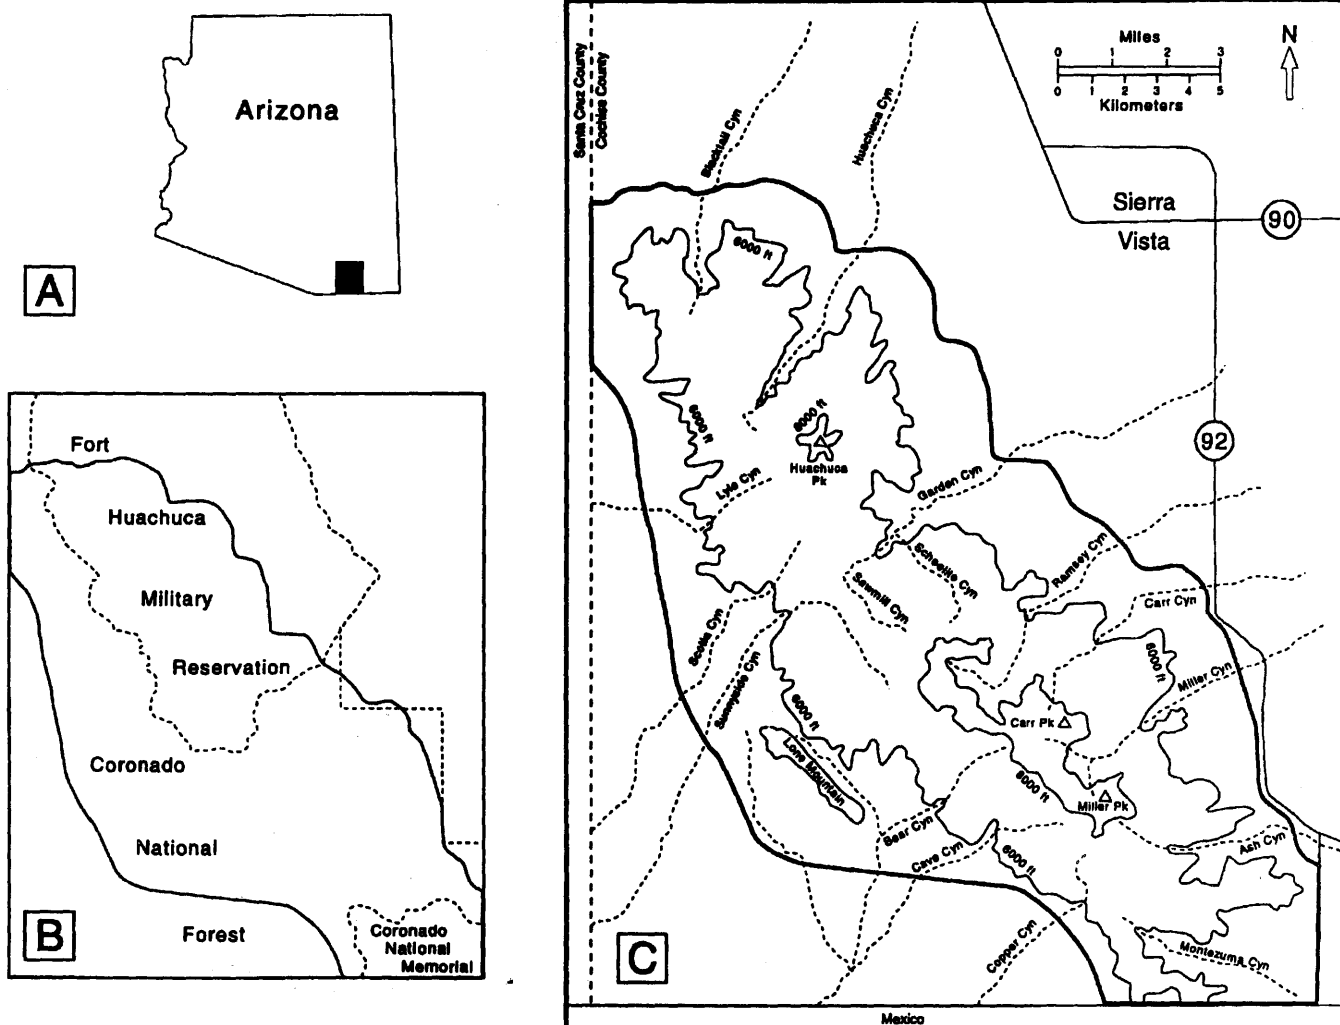 Arizona
A
Fort
Huachuca
Military
Reservation
Coronado
National
Forest
Coronado
National
Memorial
B
Santa Cruz County
Cochise County
Miles
0 1 2 3
0 1 2 3 4 5
Kilometers
N
Blacktail Cyn
Huachuca Cyn
Sierra
Vista
90
92
6000 ft
6000 ft
8000 ft
Huachuca
Pk
Lyle Cyn
Garden Cyn
Scheelite Cyn
Sawmill Cyn
Ramsey Cyn
Carr Cyn
Scotia Cyn
Sunnyside Cyn
6000 ft
6000 ft
Miller Cyn
Carr Pk
Lone Mountain
8000 ft
Miller Pk
Bear Cyn
Cave Cyn
6000 ft
Ash Cyn
Copper Cyn
Montezuma Cyn
C
Mexico